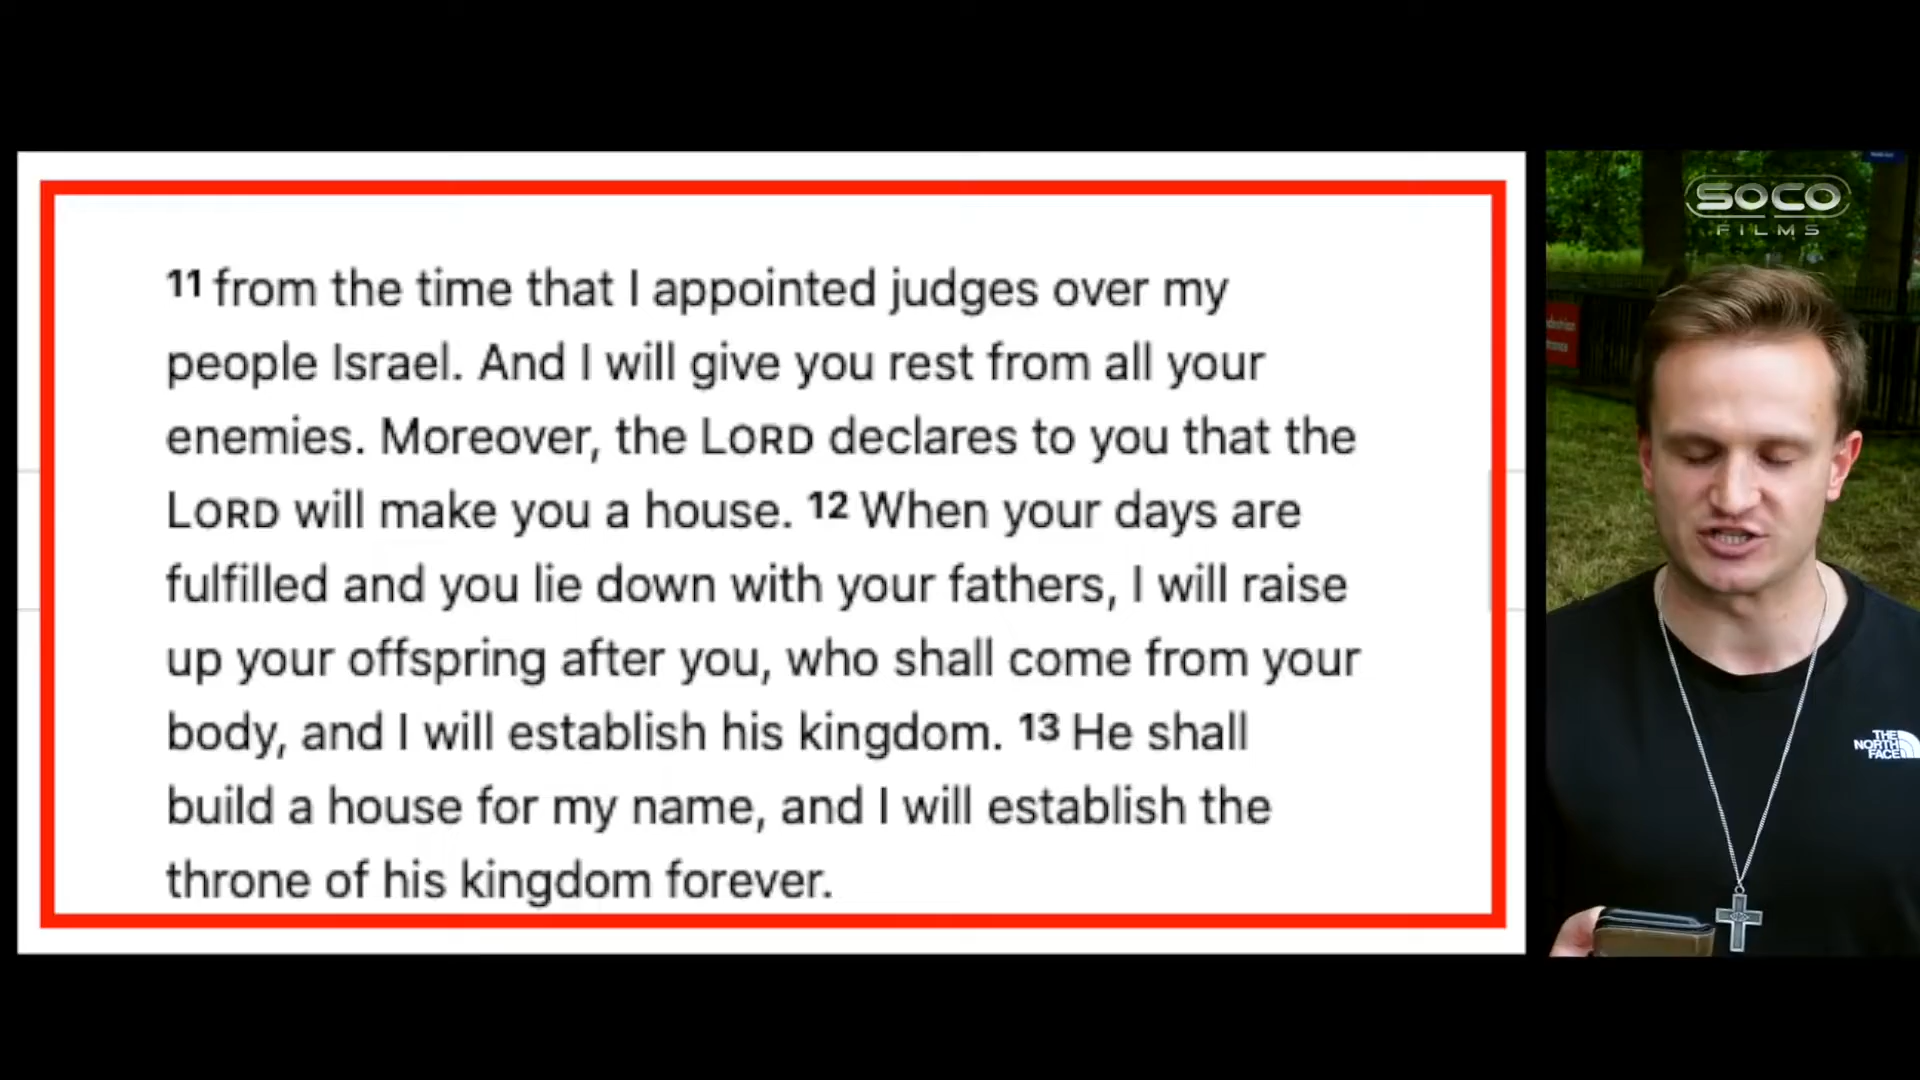 11 from the time that I appointed judges over my
people Israel. And I will give you rest from all your
enemies. Moreover, the LORD declares to you that the
LORD will make you a house. 12 When your days are
fulfilled and you lie down with your fathers, I will raise
up your offspring after you, who shall come from your
body, and I will establish his kingdom. 13 He shall
build a house for my name, and I will establish the
throne of his kingdom forever.
SOCO
FILMS
THE
NORTH
FACE